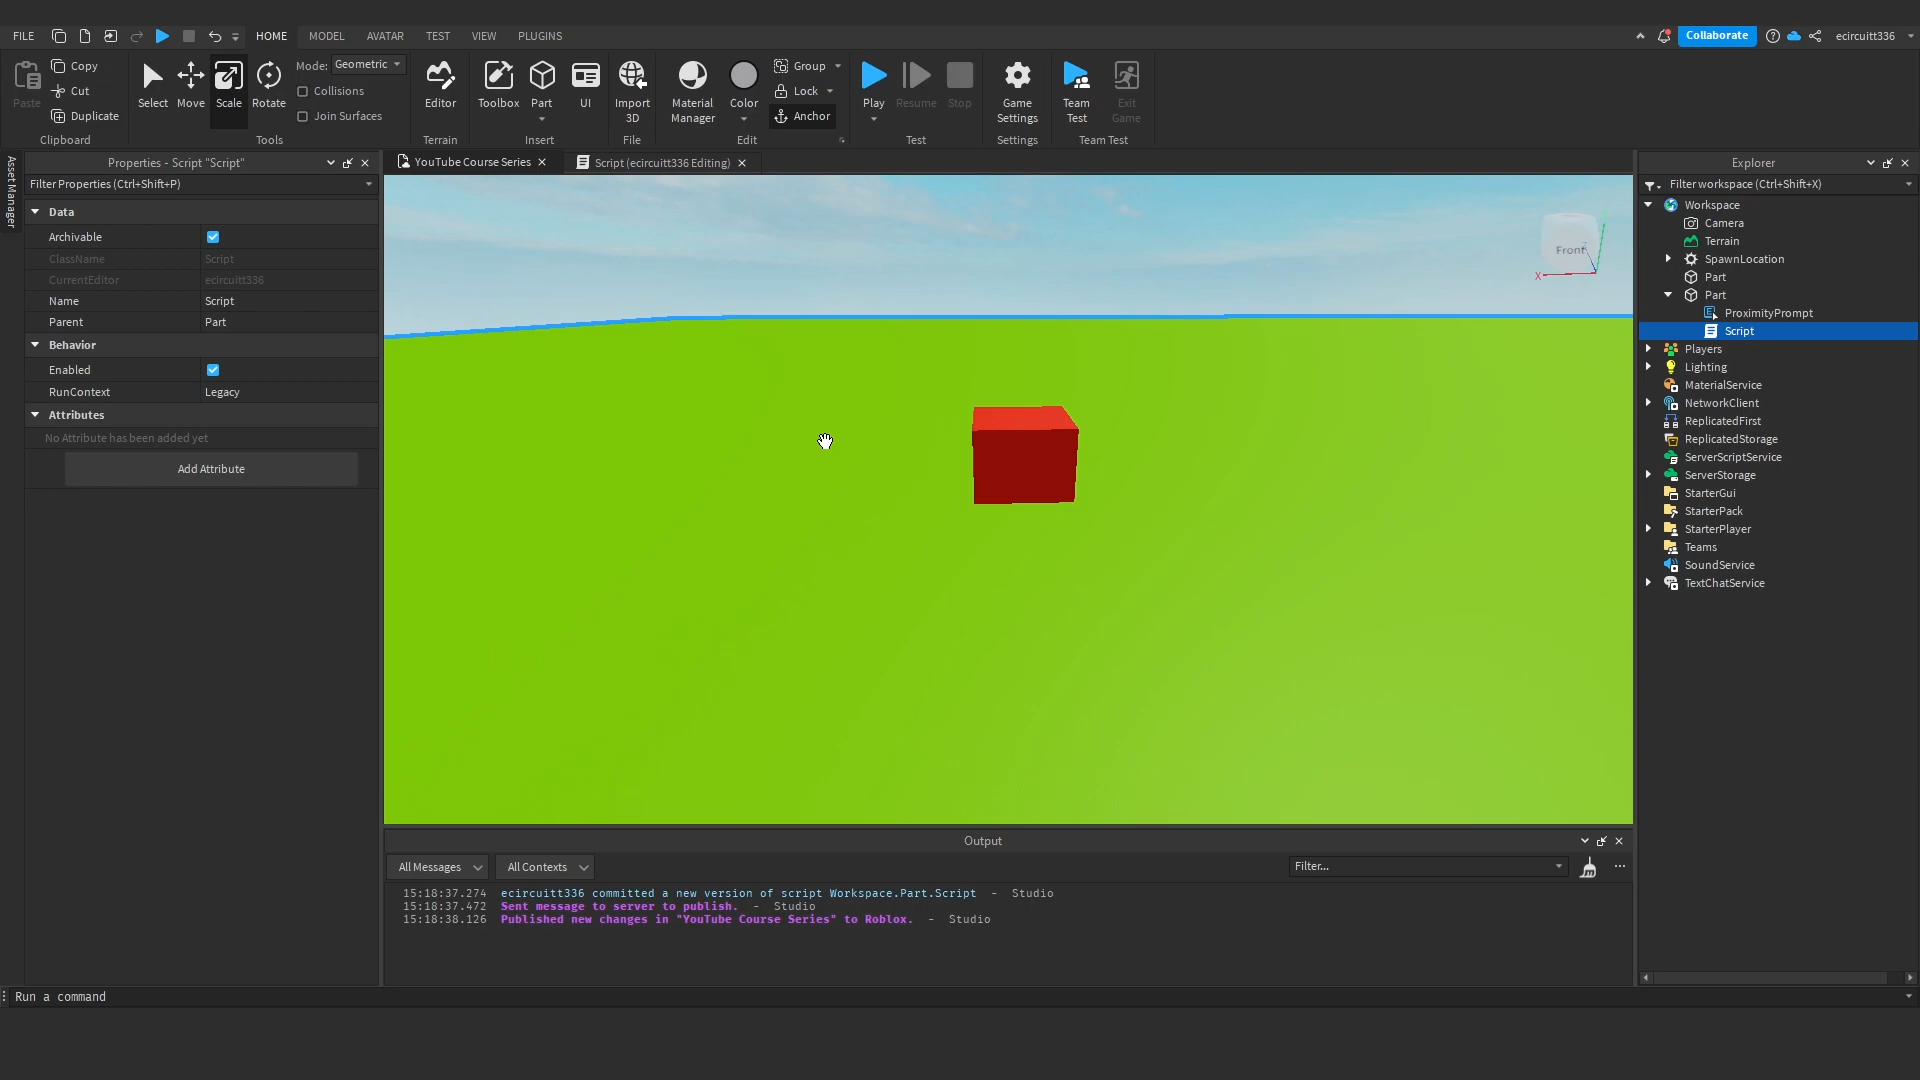 FILE HOME MODEL AVATAR TEST VIEW PLUGINS Collaborate ecircuitt336
Paste Copy Cut Duplicate Clipboard
Select Move Scale Rotate Mode: Geometric Collisions Join Surfaces Tools
Editor Terrain
Toolbox Part UI Insert
Import 3D File
Material Manager Color Group Lock Anchor Edit
Play Resume Stop Test
Game Settings Settings
Team Test Exit Game Team Test
Asset Manager
Properties - Script "Script"
Filter Properties (Ctrl+Shift+P)
Data
Archivable
ClassName Script
CurrentEditor ecircuitt336
Name Script
Parent Part
Behavior
Enabled
RunContext Legacy
Attributes
No Attribute has been added yet
Add Attribute
YouTube Course Series Script (ecircuitt336 Editing)
Front
X
Output
All Messages All Contexts Filter...
15:18:37.274 ecircuitt336 committed a new version of script Workspace.Part.Script - Studio
15:18:37.472 Sent message to server to publish. - Studio
15:18:38.126 Published new changes in "YouTube Course Series" to Roblox. - Studio
Explorer
Filter workspace (Ctrl+Shift+X)
Workspace
Camera
Terrain
SpawnLocation
Part
Part
ProximityPrompt
Script
Players
Lighting
MaterialService
NetworkClient
ReplicatedFirst
ReplicatedStorage
ServerScriptService
ServerStorage
StarterGui
StarterPack
StarterPlayer
Teams
SoundService
TextChatService
Run a command